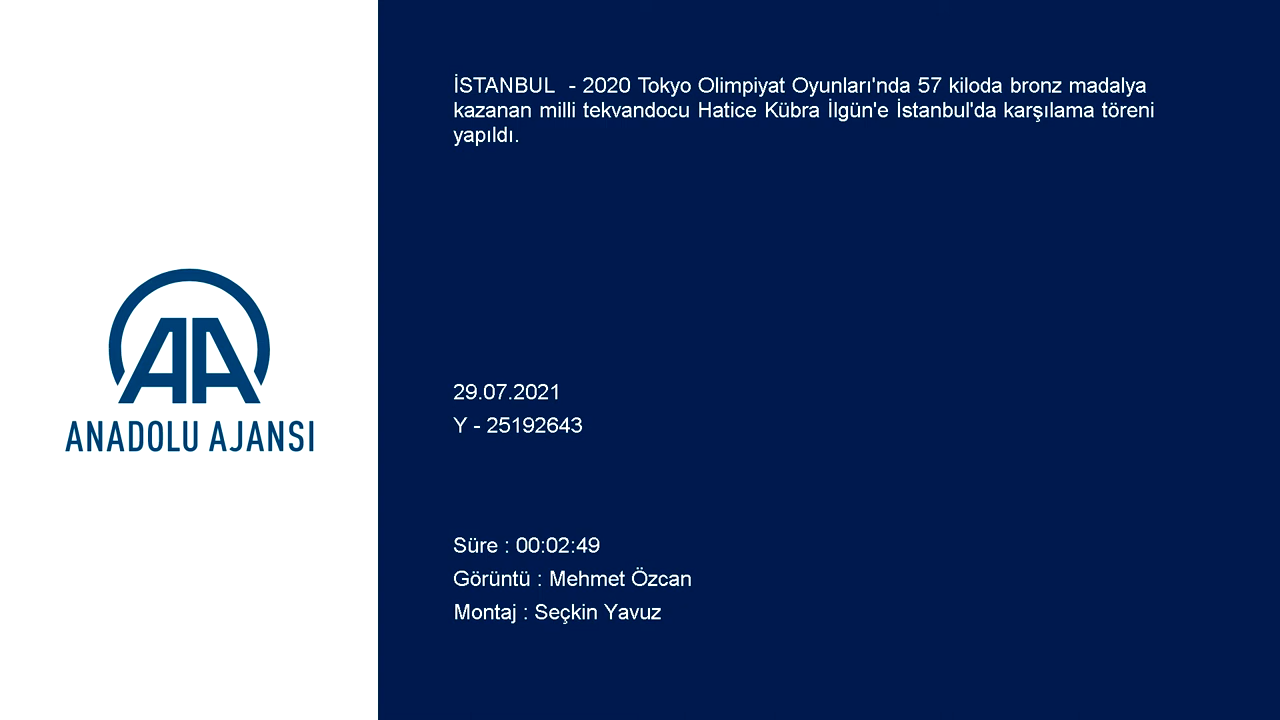 İSTANBUL  - 2020 Tokyo Olimpiyat Oyunları'nda 57 kiloda bronz madalya
kazanan milli tekvandocu Hatice Kübra İlgün'e İstanbul'da karşılama töreni
yapıldı.
AA
ANADOLU AJANSI
29.07.2021
Y - 25192643
Süre : 00:02:49
Görüntü : Mehmet Özcan
Montaj : Seçkin Yavuz